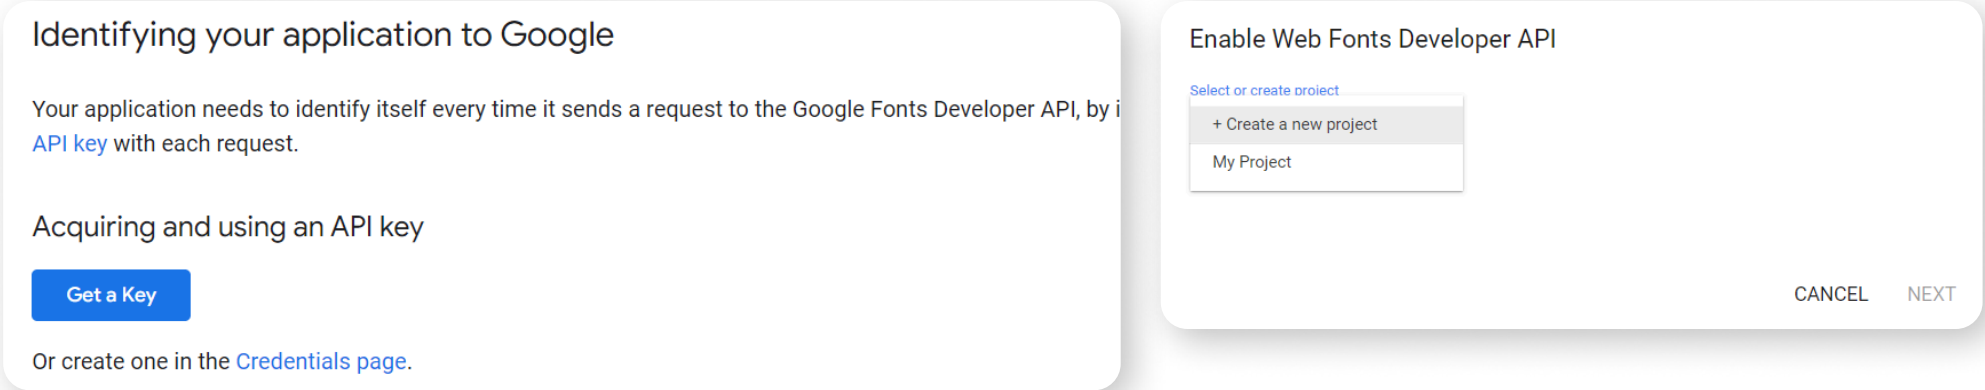 Identifying your application to Google
Your application needs to identify itself every time it sends a request to the Google Fonts Developer API, by i
API key with each request.
Acquiring and using an API key
Get a Key
Or create one in the Credentials page.
Enable Web Fonts Developer API
Select or create project
+ Create a new project
My Project
CANCEL NEXT